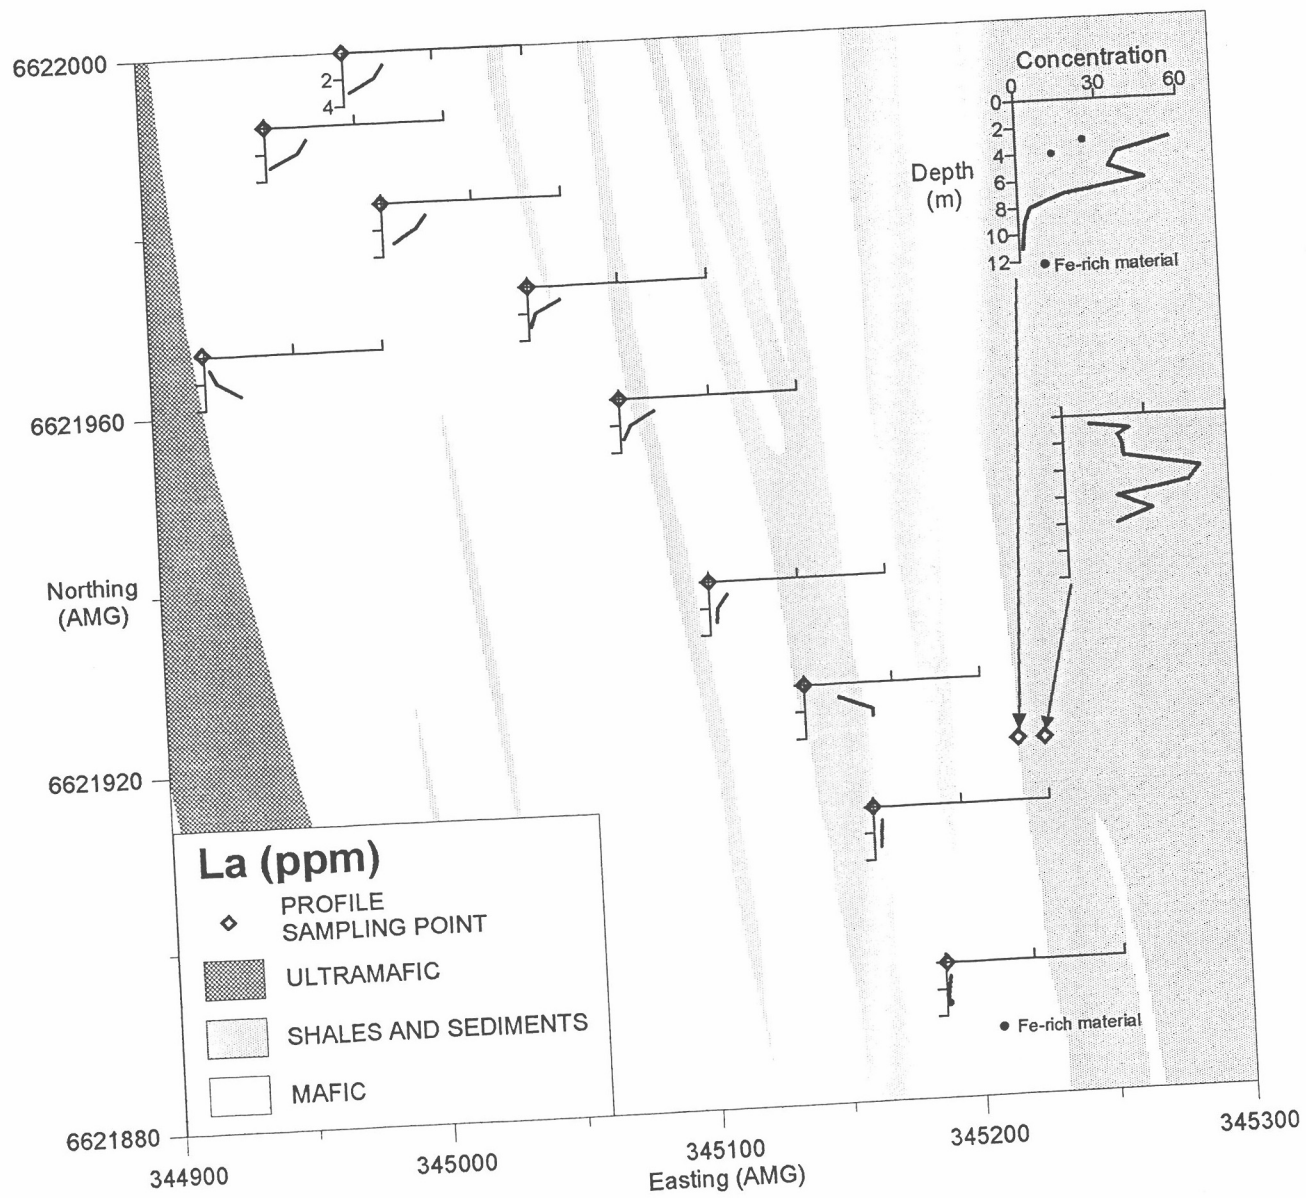 6622000
2
4
Concentration
0 30 60
0
2
4
6
8
10
12
Depth
(m)
Fe-rich material
6621960
Northing
(AMG)
6621920
La (ppm)
PROFILE
SAMPLING POINT
ULTRAMAFIC
SHALES AND SEDIMENTS
MAFIC
Fe-rich material
6621880
344900 345000 345100 345200 345300
Easting (AMG)